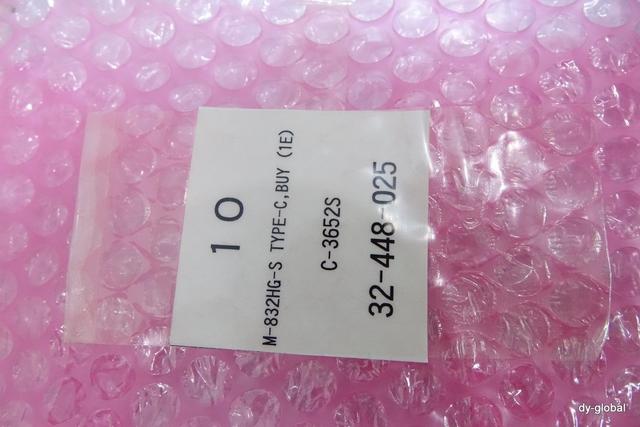 10
M-832HG-S TYPE-C,BUY (1E)
C-3652S
32-448-025
dy-global